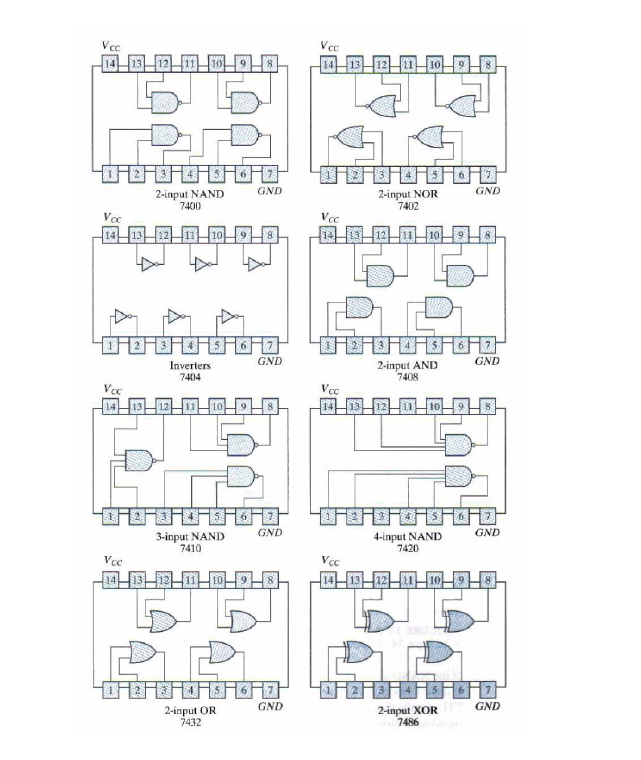 VCC VCC
14 13 12 11 10 9 8 14 13 12 11 10 9 8
1 2 3 4 5 6 7 1 2 3 4 5 6 7
2-input NAND GND 2-input NOR GND
7400 7402
VCC VCC
14 13 12 11 10 9 8 14 13 12 11 10 9 8
1 2 3 4 5 6 7 1 2 3 4 5 6 7
Inverters GND 2-input AND GND
7404 7408
VCC VCC
14 13 12 11 10 9 8 14 13 12 11 10 9 8
1 2 3 4 5 6 7 1 2 3 4 5 6 7
3-input NAND GND 4-input NAND GND
7410 7420
VCC VCC
14 13 12 11 10 9 8 14 13 12 11 10 9 8
1 2 3 4 5 6 7 1 2 3 4 5 6 7
2-input OR GND 2-input XOR GND
7432 7486